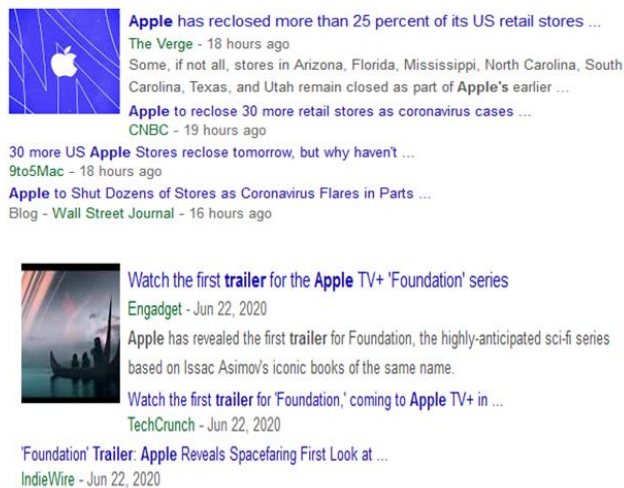 Apple has reclosed more than 25 percent of its US retail stores ...
The Verge - 18 hours ago
Some, if not all, stores in Arizona, Florida, Mississippi, North Carolina, South
Carolina, Texas, and Utah remain closed as part of Apple's earlier ...
Apple to reclose 30 more retail stores as coronavirus cases ...
CNBC - 19 hours ago
30 more US Apple Stores reclose tomorrow, but why haven't ...
9to5Mac - 18 hours ago
Apple to Shut Dozens of Stores as Coronavirus Flares in Parts ...
Blog - Wall Street Journal - 16 hours ago
Watch the first trailer for the Apple TV+ 'Foundation' series
Engadget - Jun 22, 2020
Apple has revealed the first trailer for Foundation, the highly-anticipated sci-fi series
based on Issac Asimov's iconic books of the same name.
Watch the first trailer for 'Foundation,' coming to Apple TV+ in ...
TechCrunch - Jun 22, 2020
'Foundation' Trailer: Apple Reveals Spacefaring First Look at ...
IndieWire - Jun 22, 2020